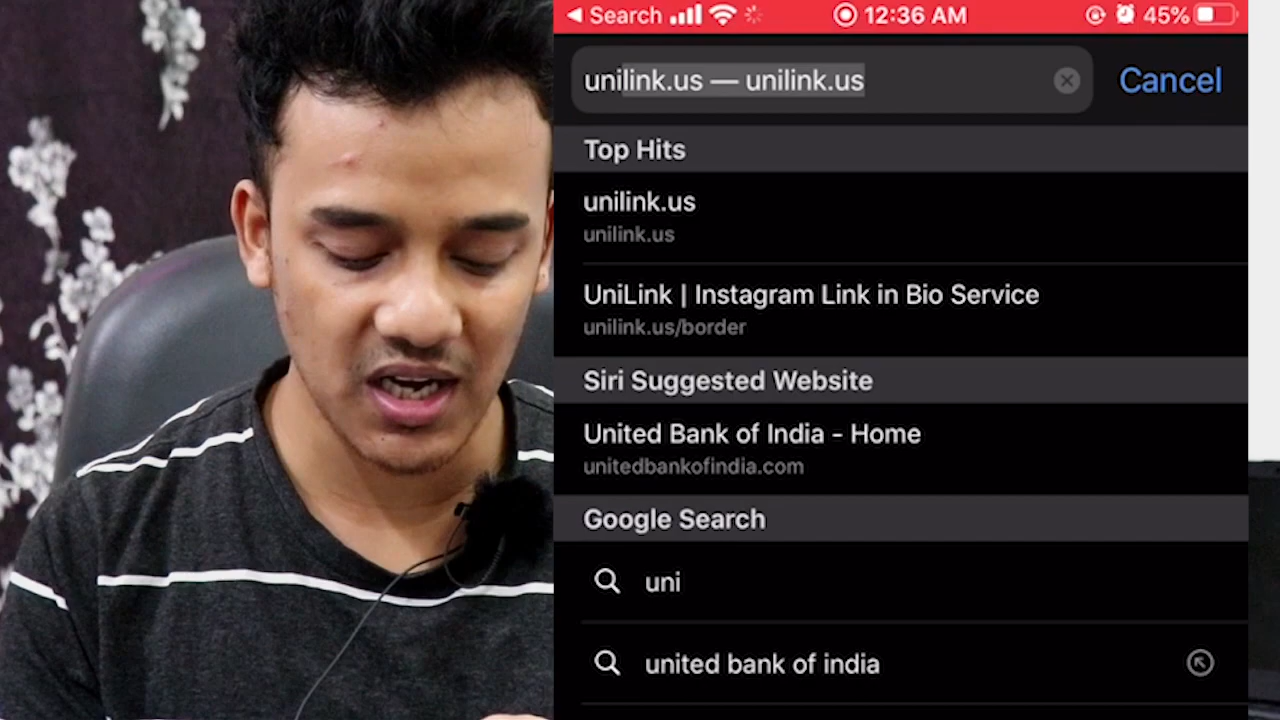 Search 12:36 AM 45%
unilink.us — unilink.us Cancel
Top Hits
unilink.us
unilink.us
UniLink | Instagram Link in Bio Service
unilink.us/border
Siri Suggested Website
United Bank of India - Home
unitedbankofindia.com
Google Search
uni
united bank of india